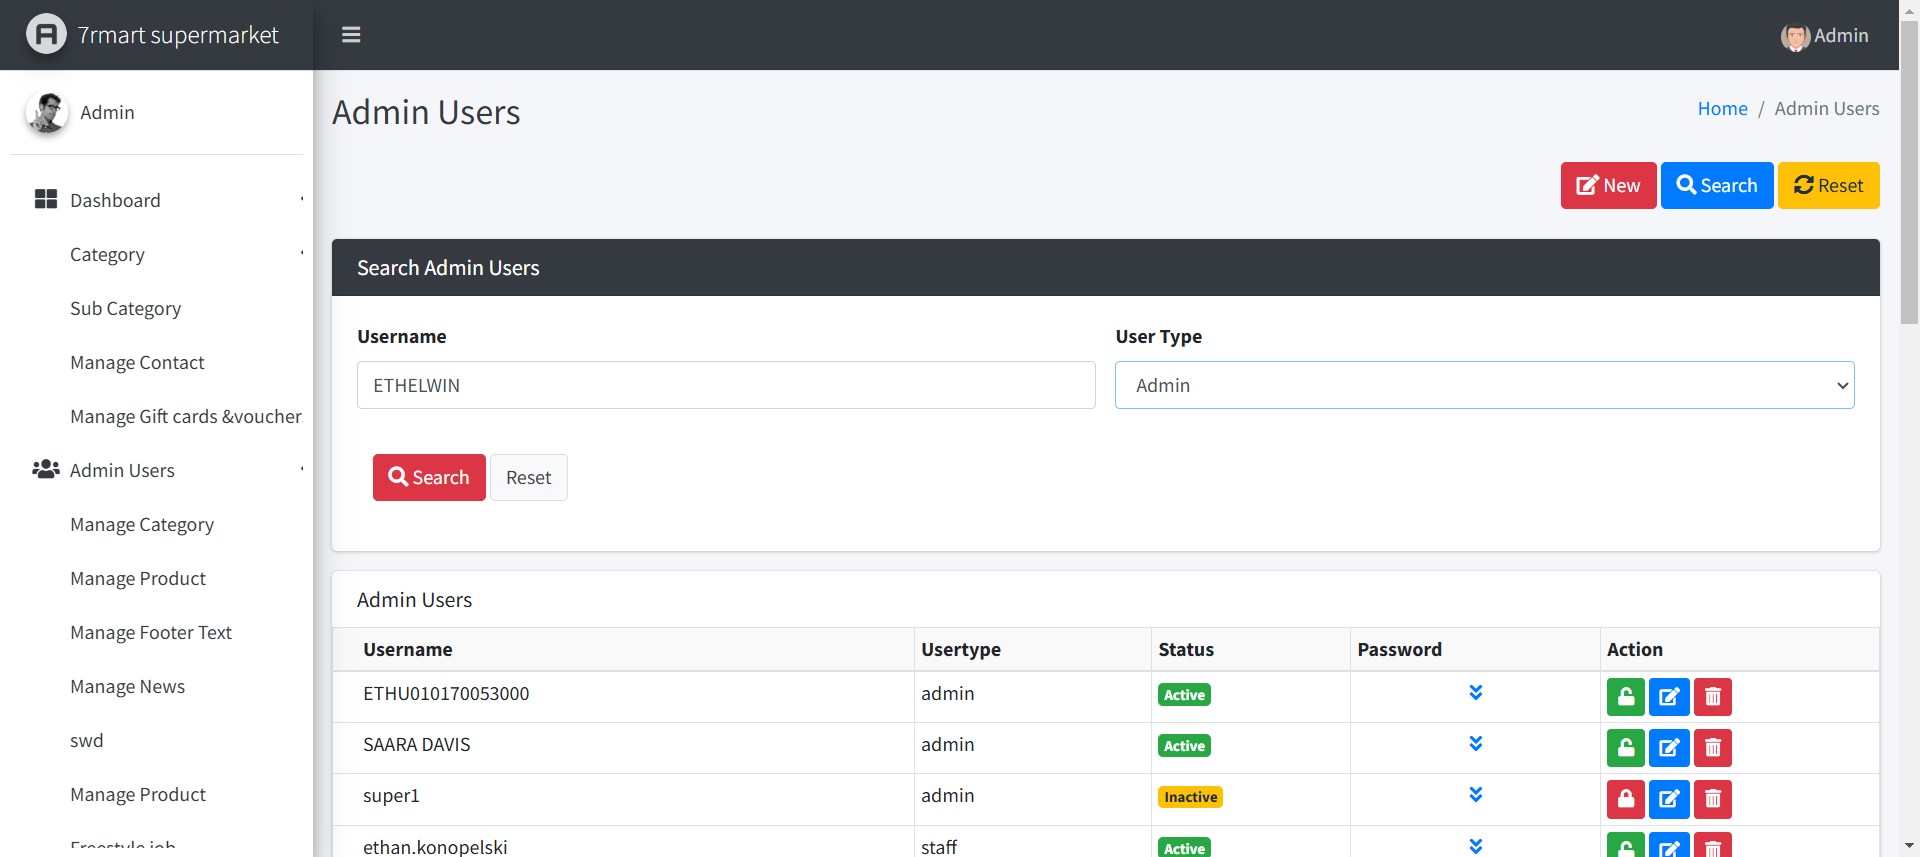 7rmart supermarket
Admin
Admin
Dashboard
Category
Sub Category
Manage Contact
Manage Gift cards &voucher
Admin Users
Manage Category
Manage Product
Manage Footer Text
Manage News
swd
Manage Product
Freestyle job
Admin Users
Home / Admin Users
New Search Reset
Search Admin Users
Username User Type
ETHELWIN Admin
Search Reset
Admin Users
Username Usertype Status Password Action
ETHU010170053000 admin Active
SAARA DAVIS admin Active
super1 admin Inactive
ethan.konopelski staff Active